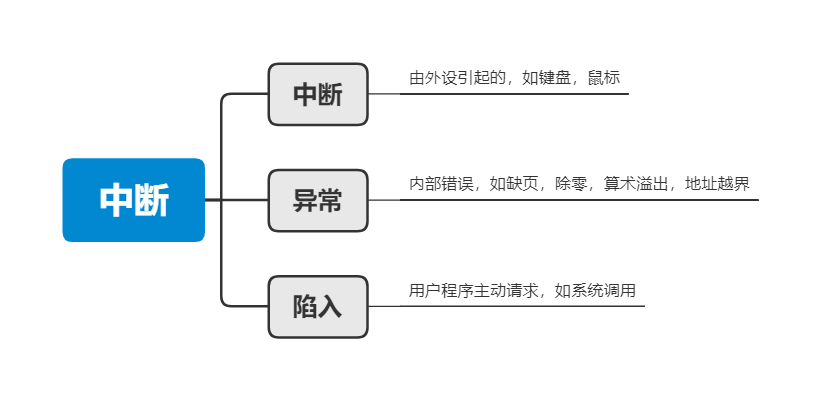 中断
中断
由外设引起的，如键盘，鼠标
异常
内部错误，如缺页，除零，算术溢出，地址越界
陷入
用户程序主动请求，如系统调用